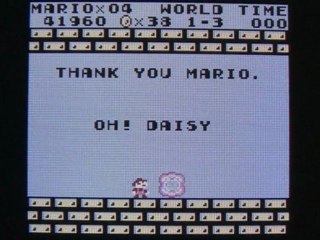 MARIO×04 WORLD TIME
41960 ×38 1-3 000
THANK YOU MARIO.
OH! DAISY